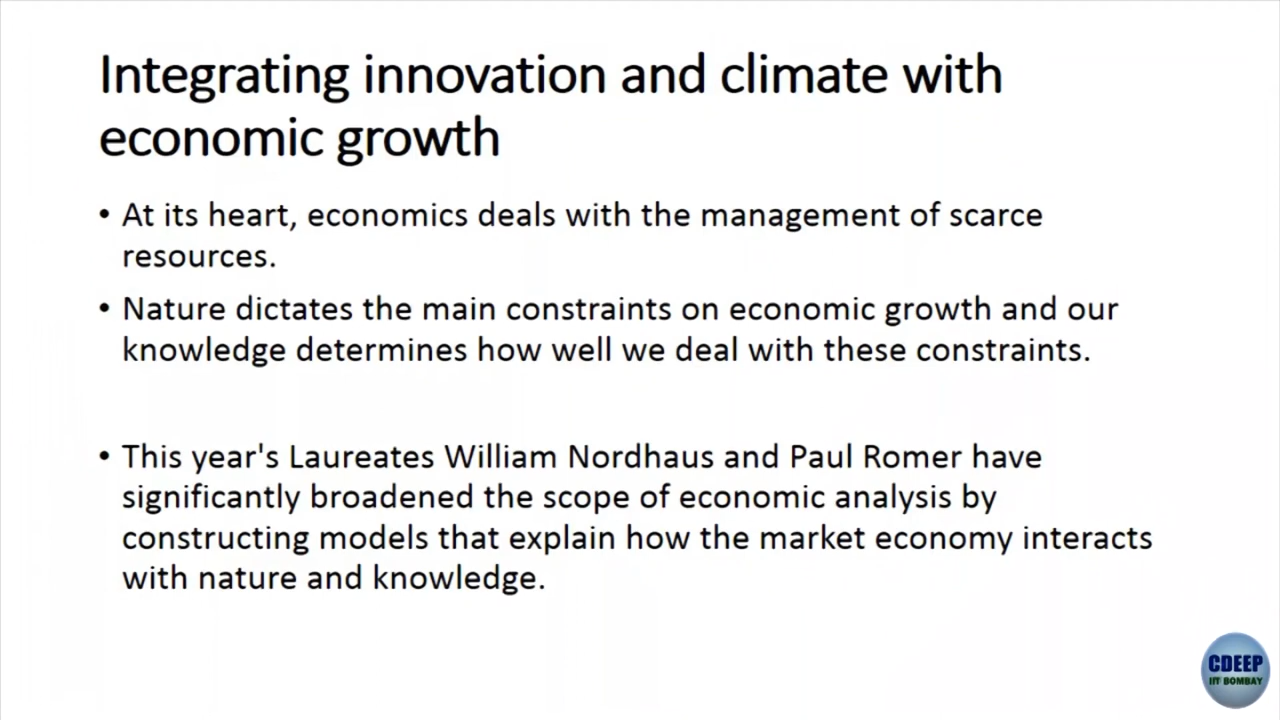 Integrating innovation and climate with
economic growth
• At its heart, economics deals with the management of scarce
resources.
• Nature dictates the main constraints on economic growth and our
knowledge determines how well we deal with these constraints.
• This year's Laureates William Nordhaus and Paul Romer have
significantly broadened the scope of economic analysis by
constructing models that explain how the market economy interacts
with nature and knowledge.
CDEEP
IIT BOMBAY